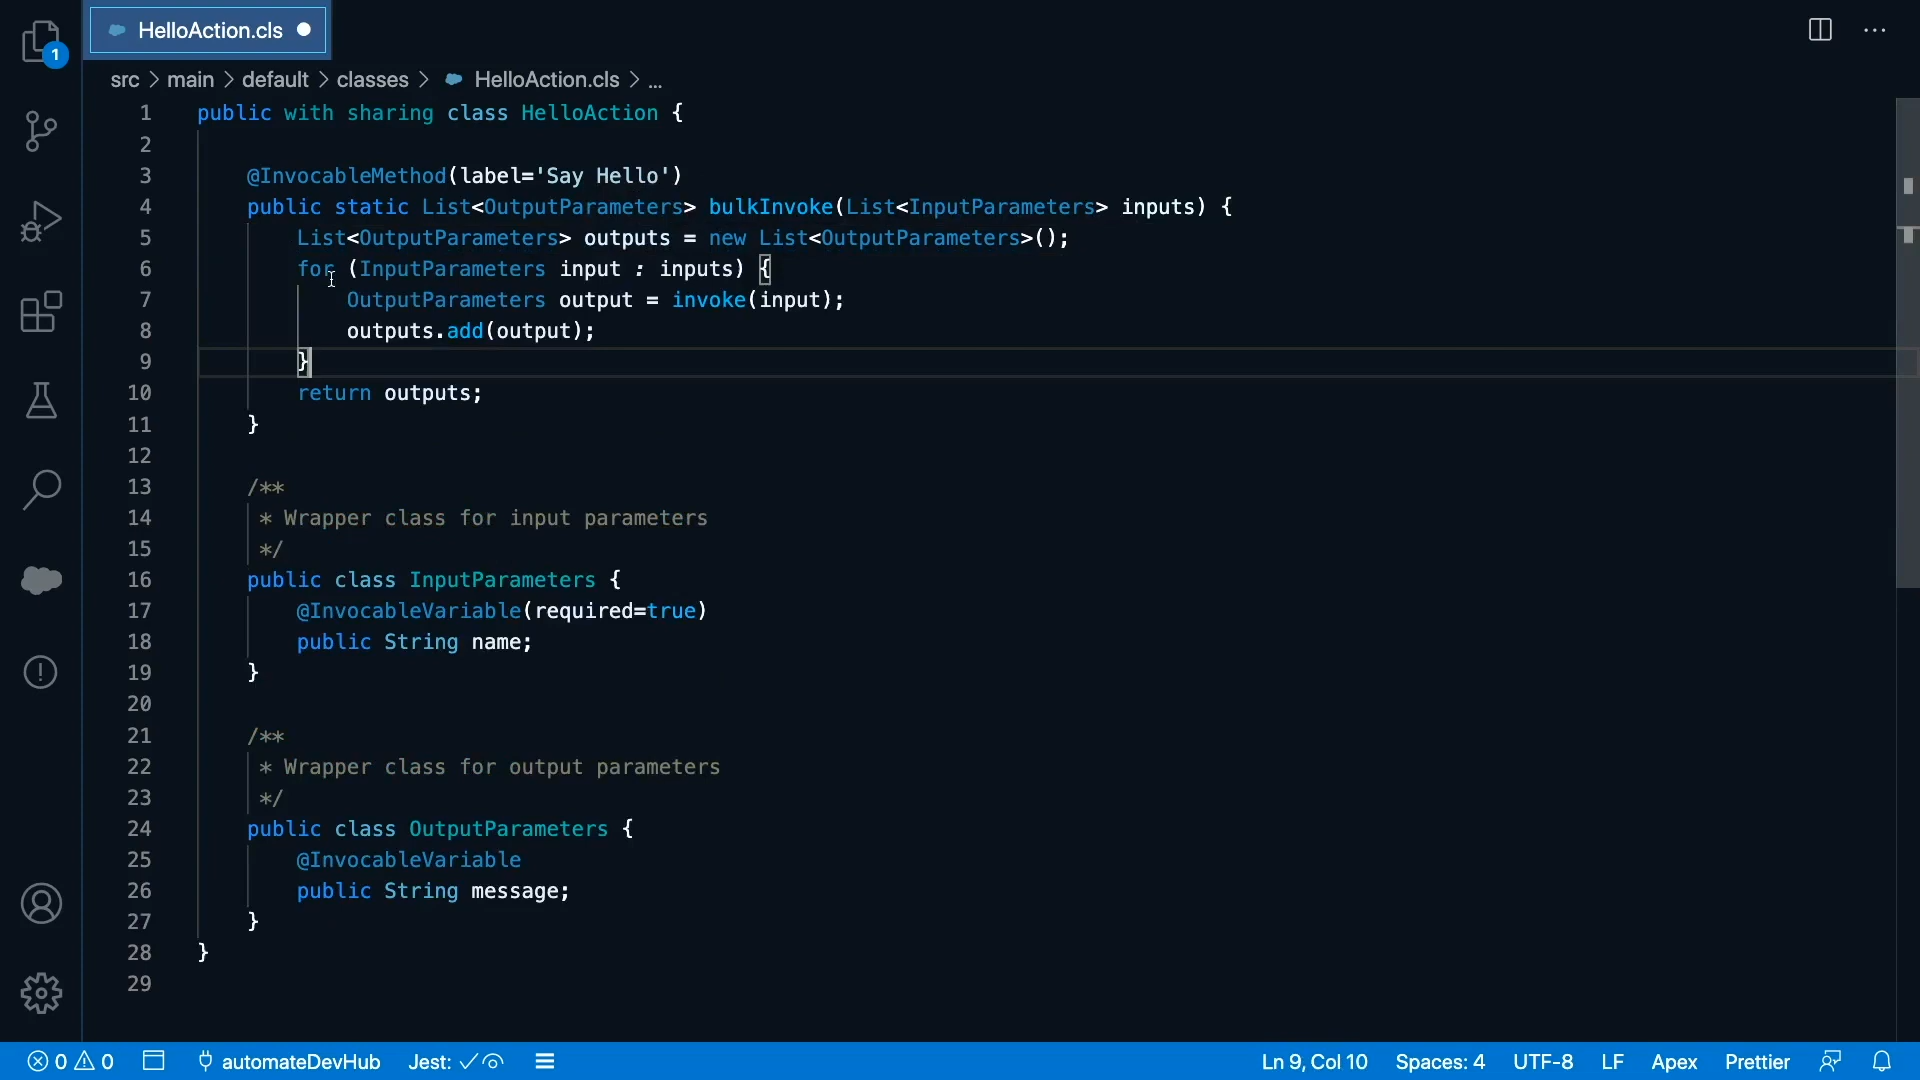 HelloAction.cls
1
src > main > default > classes > HelloAction.cls > ...
1 public with sharing class HelloAction {
2
3 @InvocableMethod(label='Say Hello')
4 public static List<OutputParameters> bulkInvoke(List<InputParameters> inputs) {
5 List<OutputParameters> outputs = new List<OutputParameters>();
6 for (InputParameters input : inputs) {
7 OutputParameters output = invoke(input);
8 outputs.add(output);
9 }
10 return outputs;
11 }
12
13 /**
14 * Wrapper class for input parameters
15 */
16 public class InputParameters {
17 @InvocableVariable(required=true)
18 public String name;
19 }
20
21 /**
22 * Wrapper class for output parameters
23 */
24 public class OutputParameters {
25 @InvocableVariable
26 public String message;
27 }
28 }
29
0 0 automateDevHub Jest: Ln 9, Col 10 Spaces: 4 UTF-8 LF Apex Prettier